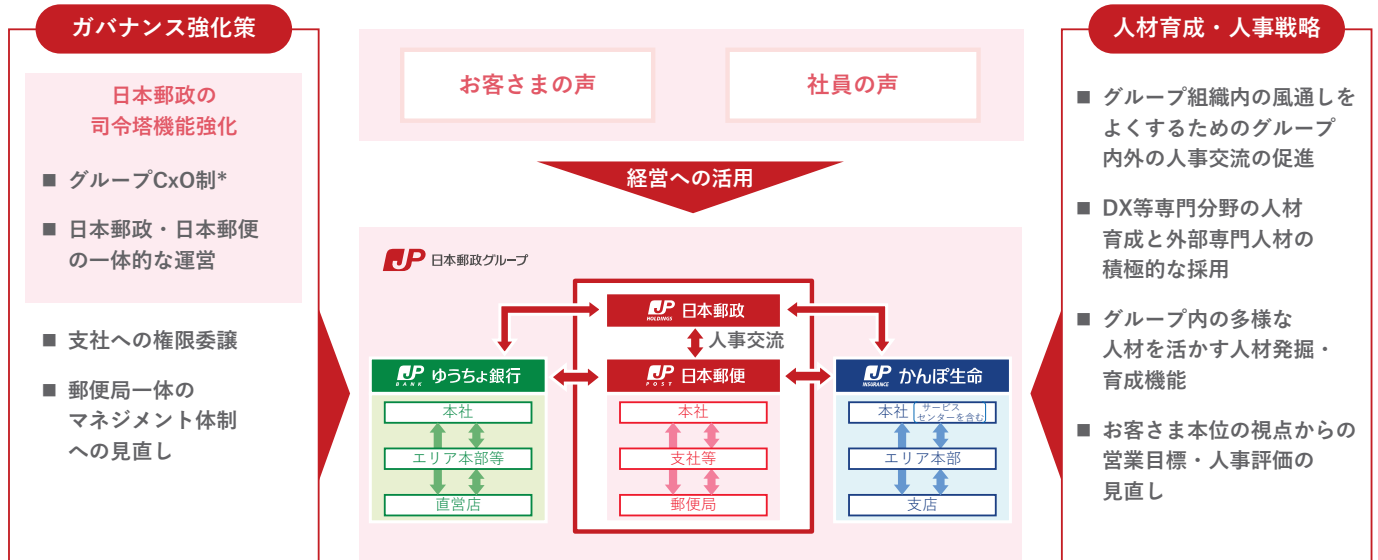 ガバナンス強化策
日本郵政の
司令塔機能強化
■ グループCxO制*
■ 日本郵政・日本郵便
の一体的な運営
■ 支社への権限委譲
■ 郵便局一体の
マネジメント体制
への見直し
お客さまの声
社員の声
経営への活用
JP 日本郵政グループ
JP HOLDINGS 日本郵政
人事交流
JP BANK ゆうちょ銀行
本社
エリア本部等
直営店
JP POST 日本郵便
本社
支社等
郵便局
JP INSURANCE かんぽ生命
本社
サービス
センターを含む
エリア本部
支店
人材育成・人事戦略
■ グループ組織内の風通しを
よくするためのグループ
内外の人事交流の促進
■ DX等専門分野の人材
育成と外部専門人材の
積極的な採用
■ グループ内の多様な
人材を活かす人材発掘・
育成機能
■ お客さま本位の視点からの
営業目標・人事評価の
見直し